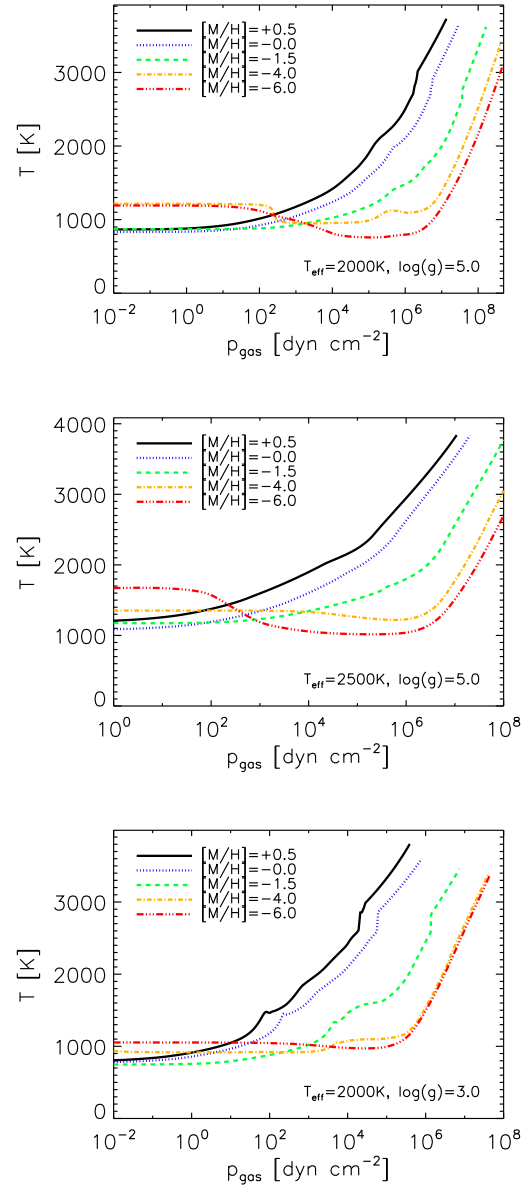 [M/H]=+0.5
[M/H]=−0.0
[M/H]=−1.5
[M/H]=−4.0
[M/H]=−6.0
3000
2000
1000
0
T [K]
T_eff=2000K, log(g)=5.0
10^−2 10^0 10^2 10^4 10^6 10^8
p_gas [dyn cm^−2]
4000
[M/H]=+0.5
[M/H]=−0.0
[M/H]=−1.5
[M/H]=−4.0
[M/H]=−6.0
3000
2000
1000
0
T [K]
T_eff=2500K, log(g)=5.0
10^0 10^2 10^4 10^6 10^8
p_gas [dyn cm^−2]
[M/H]=+0.5
[M/H]=−0.0
[M/H]=−1.5
[M/H]=−4.0
[M/H]=−6.0
3000
2000
1000
0
T [K]
T_eff=2000K, log(g)=3.0
10^−2 10^0 10^2 10^4 10^6 10^8
p_gas [dyn cm^−2]